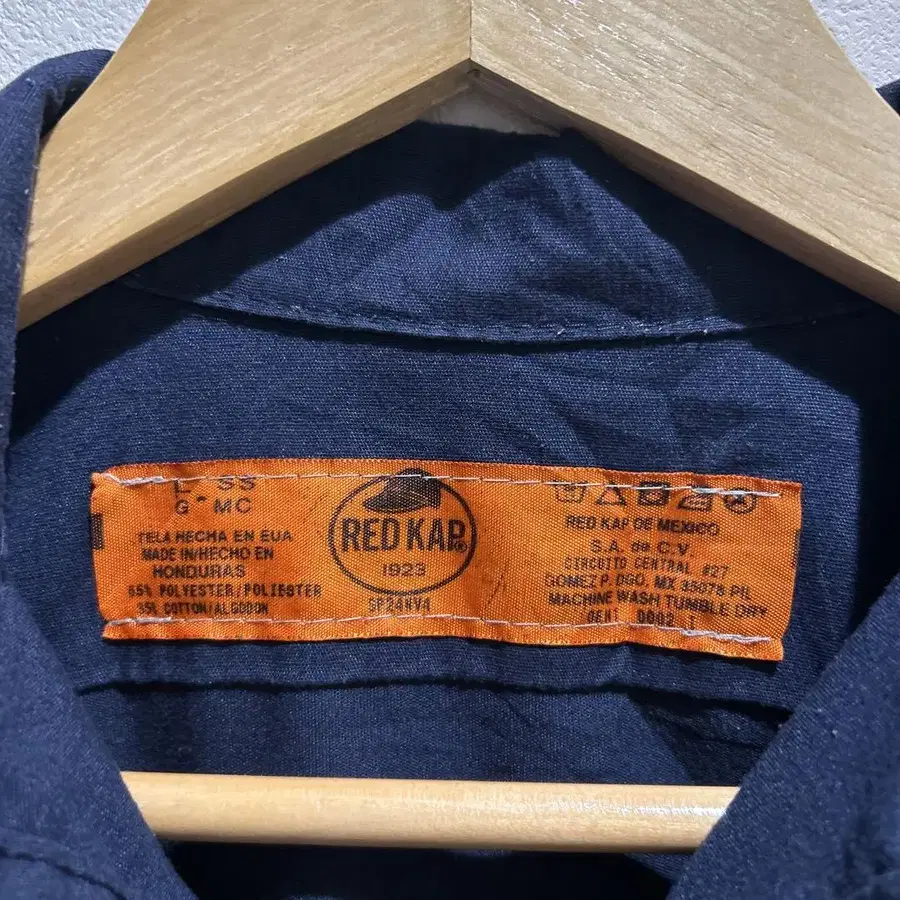 L SS
G MC
TELA HECHA EN EUA
MADE IN/HECHO EN
HONDURAS
65% POLYESTER/POLIESTER
35% COTTON/ALGODON
RED KAP®
1923
SP24NV4
RED KAP DE MEXICO
S.A. de C.V.
CIRCUITO CENTRAL #27
GOMEZ P. DGO, MX 35078 PIL
MACHINE WASH TUMBLE DRY
0002